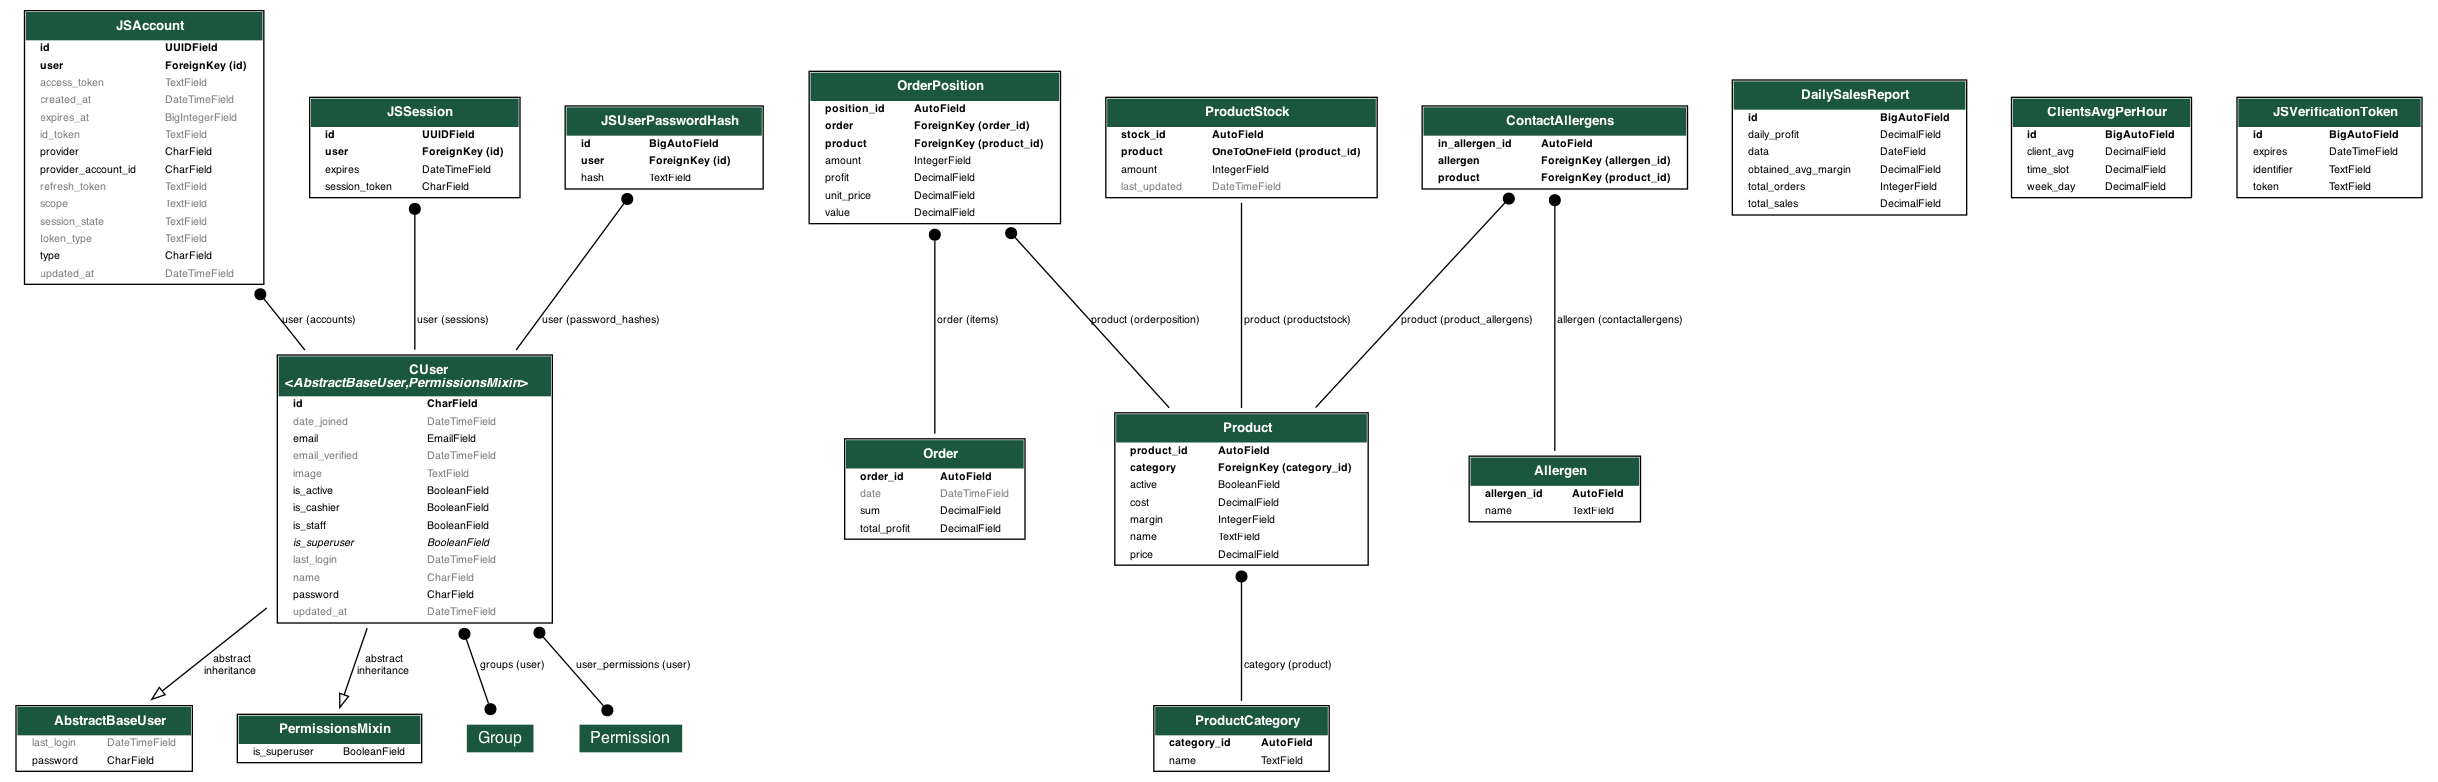 JSAccount
id UUIDField
user ForeignKey (id)
access_token TextField
created_at DateTimeField
expires_at BigIntegerField
id_token TextField
provider CharField
provider_account_id CharField
refresh_token TextField
scope TextField
session_state TextField
token_type TextField
type CharField
updated_at DateTimeField
JSSession
id UUIDField
user ForeignKey (id)
expires DateTimeField
session_token CharField
JSUserPasswordHash
id BigAutoField
user ForeignKey (id)
hash TextField
OrderPosition
position_id AutoField
order ForeignKey (order_id)
product ForeignKey (product_id)
amount IntegerField
profit DecimalField
unit_price DecimalField
value DecimalField
ProductStock
stock_id AutoField
product OneToOneField (product_id)
amount IntegerField
last_updated DateTimeField
ContactAllergens
in_allergen_id AutoField
allergen ForeignKey (allergen_id)
product ForeignKey (product_id)
DailySalesReport
id BigAutoField
daily_profit DecimalField
data DateField
obtained_avg_margin DecimalField
total_orders IntegerField
total_sales DecimalField
ClientsAvgPerHour
id BigAutoField
client_avg DecimalField
time_slot DecimalField
week_day DecimalField
JSVerificationToken
id BigAutoField
expires DateTimeField
identifier TextField
token TextField
user (accounts)
user (sessions)
user (password_hashes)
order (items)
product (orderposition)
product (productstock)
product (product_allergens)
allergen (contactallergens)
CUser
<AbstractBaseUser,PermissionsMixin>
id CharField
date_joined DateTimeField
email EmailField
email_verified DateTimeField
image TextField
is_active BooleanField
is_cashier BooleanField
is_staff BooleanField
is_superuser BooleanField
last_login DateTimeField
name CharField
password CharField
updated_at DateTimeField
Order
order_id AutoField
date DateTimeField
sum DecimalField
total_profit DecimalField
Product
product_id AutoField
category ForeignKey (category_id)
active BooleanField
cost DecimalField
margin IntegerField
name TextField
price DecimalField
Allergen
allergen_id AutoField
name TextField
abstract
inheritance
abstract
inheritance
groups (user)
user_permissions (user)
category (product)
AbstractBaseUser
last_login DateTimeField
password CharField
PermissionsMixin
is_superuser BooleanField
Group
Permission
ProductCategory
category_id AutoField
name TextField